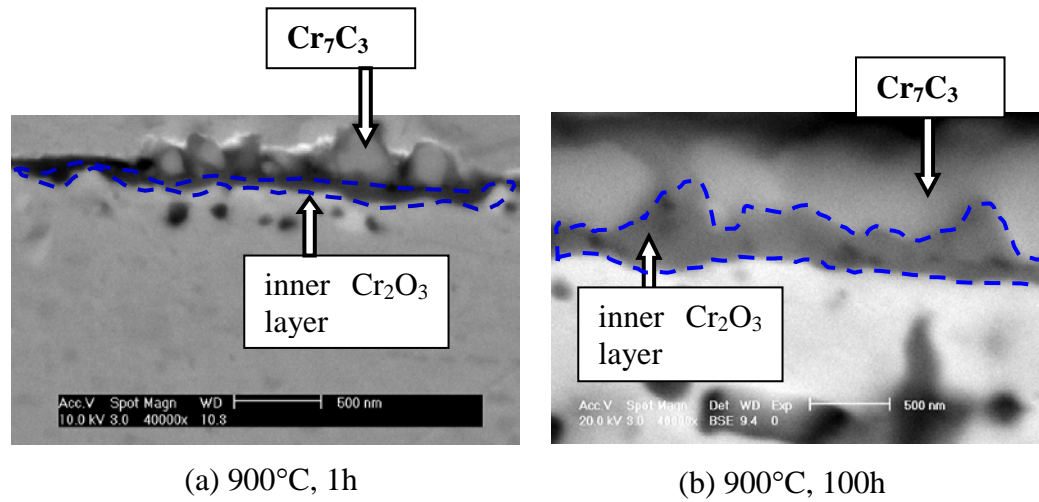 Cr₇C₃
inner Cr₂O₃
layer
Acc.V Spot Magn WD
10.0 kV 3.0 40000x 10.3
500 nm
(a) 900°C, 1h
Cr₇C₃
inner Cr₂O₃
layer
Acc.V Spot Magn Det WD Exp
20.0 kV 3.0 40000x BSE 9.4 0
500 nm
(b) 900°C, 100h